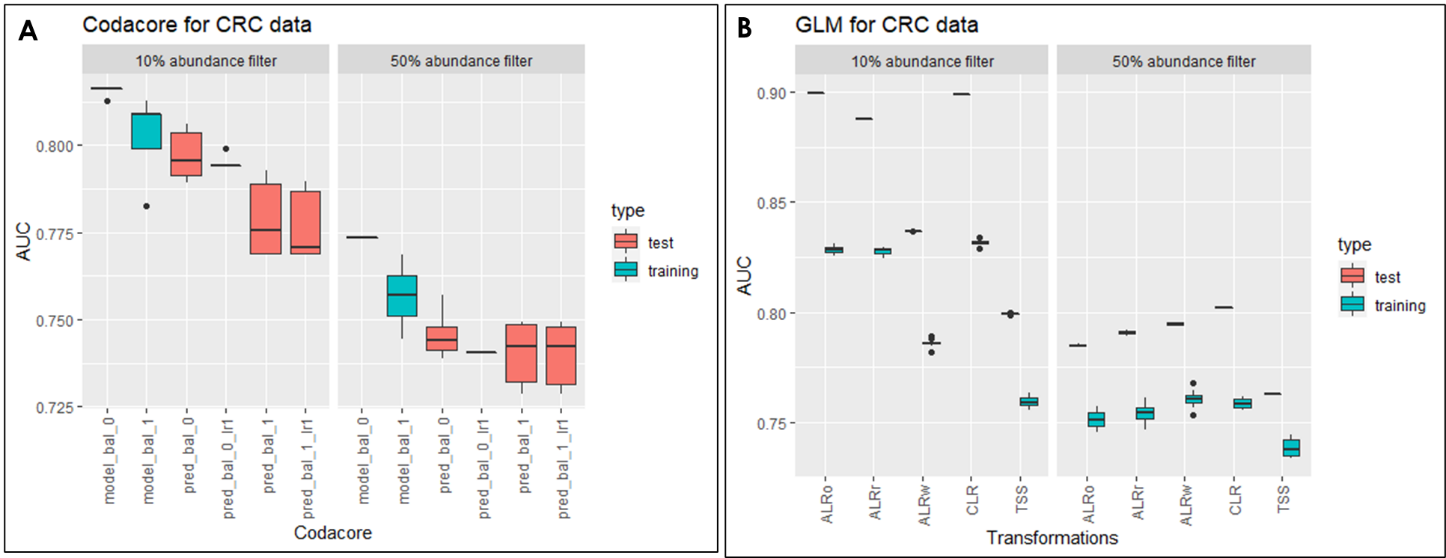 A
Codacore for CRC data
10% abundance filter
50% abundance filter
AUC
0.800
0.775
0.750
0.725
model_bal_0
model_bal_1
pred_bal_0
pred_bal_0_lr1
pred_bal_1
pred_bal_1_lr1
model_bal_0
model_bal_1
pred_bal_0
pred_bal_0_lr1
pred_bal_1
pred_bal_1_lr1
Codacore
type
test
training
B
GLM for CRC data
10% abundance filter
50% abundance filter
AUC
0.90
0.85
0.80
0.75
ALRo
ALRr
ALRw
CLR
TSS
ALRo
ALRr
ALRw
CLR
TSS
Transformations
type
test
training